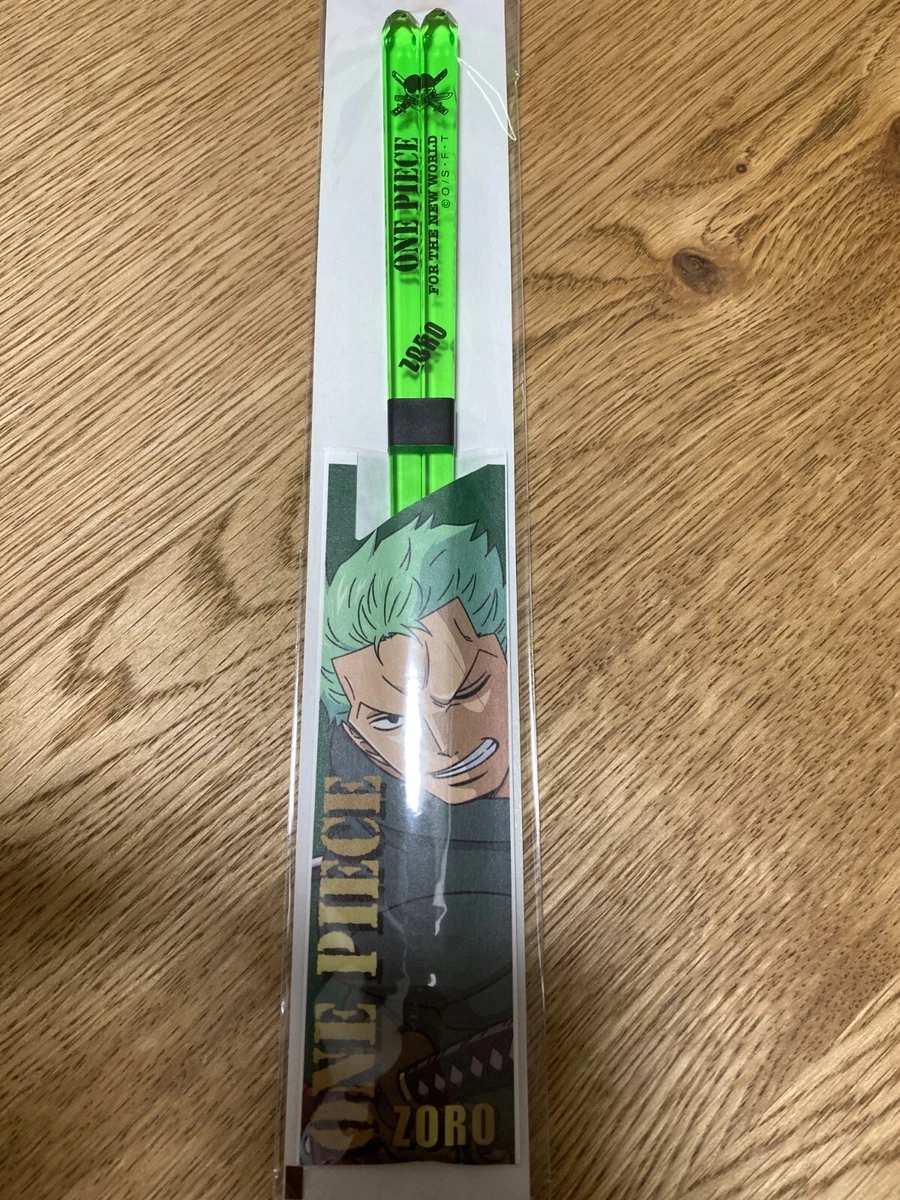 ONE PIECE
FOR THE NEW WORLD
©O/S・F・T
ZORO
ONE PIECE
ZORO